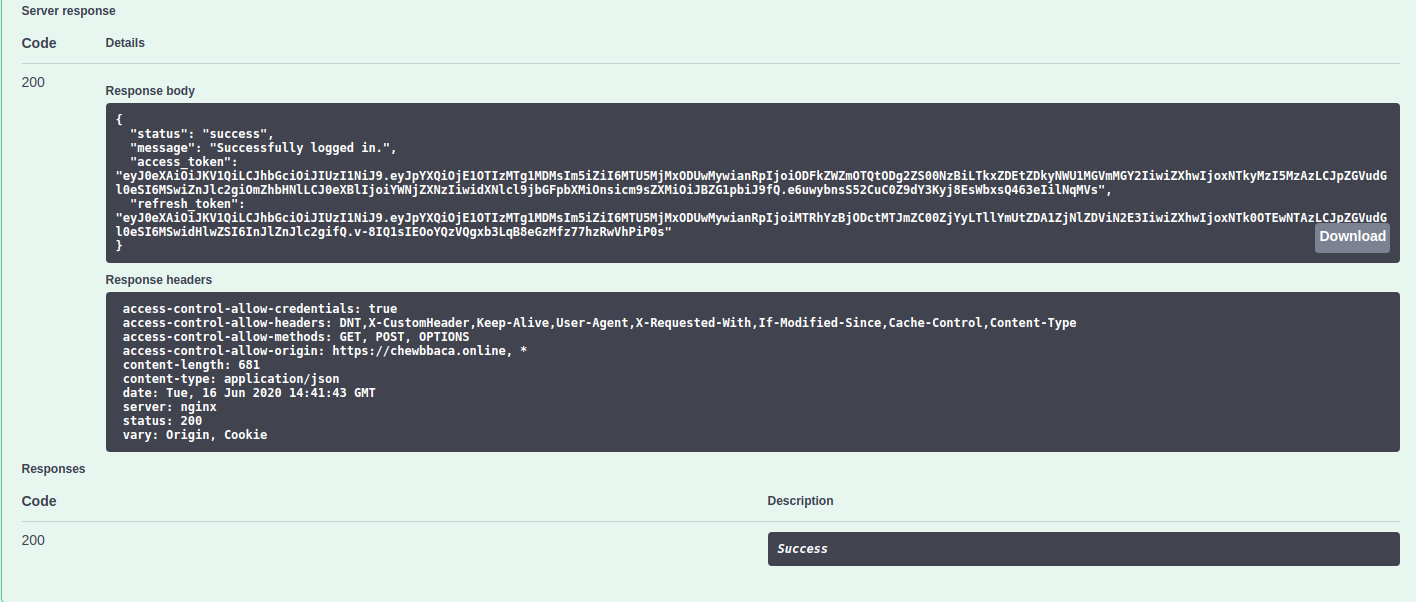 Server response
Code Details
200
Response body
{
"status": "success",
"message": "Successfully logged in.",
"access_token":
"eyJ0eXAiOiJKV1QiLCJhbGciOiJIUzI1NiJ9.eyJpYXQiOjE1OTIzMTg1MDMsIm5iZiI6MTU5MjMxODUwMywianRpIjoiODFkZWZmOTQtODg2ZS00NzBiLTkxZDEtZDkyNWU1MGVmMGY2IiwiZXhwIjoxNTkyMzI5MzAzLCJpZGVudG
l0eSI6MSwiZnJlc2giOmZhbHNlLCJ0eXBlIjoiYWNjZXNzIiwidXNlcl9jbGFpbXMiOnsicm9sZXMiOiJBZG1pbiJ9fQ.e6uwybnsS52CuC0Z9dY3Kyj8EsWbxsQ463eIilNqMVs",
"refresh_token":
"eyJ0eXAiOiJKV1QiLCJhbGciOiJIUzI1NiJ9.eyJpYXQiOjE1OTIzMTg1MDMsIm5iZiI6MTU5MjMxODUwMywianRpIjoiMTRhYzBjODctMTJmZC00ZjYyLTllYmUtZDA1ZjNlZDViN2E3IiwiZXhwIjoxNTk0OTEwNTAzLCJpZGVudG
l0eSI6MSwidHlwZSI6InJlZnJlc2gifQ.v-8IQ1sIEOoYQzVQgxb3LqB8eGzMfz77hzRwVhPiP0s"
}
Download
Response headers
access-control-allow-credentials: true
access-control-allow-headers: DNT,X-CustomHeader,Keep-Alive,User-Agent,X-Requested-With,If-Modified-Since,Cache-Control,Content-Type
access-control-allow-methods: GET, POST, OPTIONS
access-control-allow-origin: https://chewbbaca.online, *
content-length: 681
content-type: application/json
date: Tue, 16 Jun 2020 14:41:43 GMT
server: nginx
status: 200
vary: Origin, Cookie
Responses
Code Description
200
Success